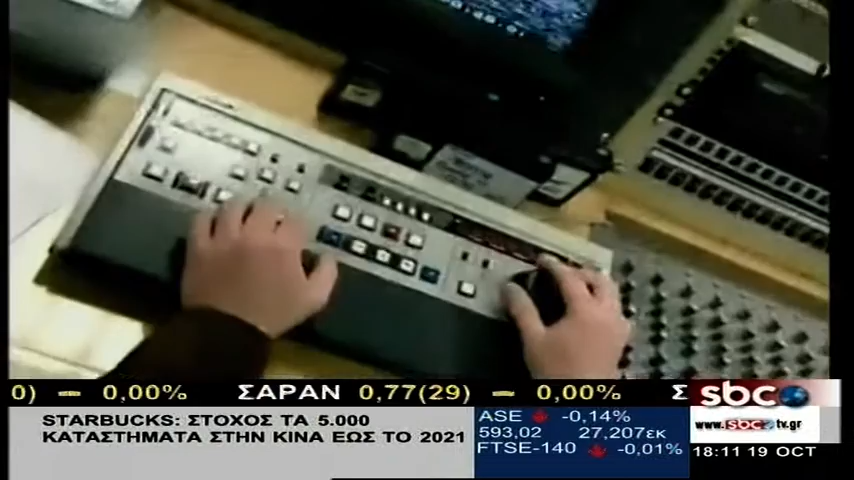 0) = 0,00% ΣΑΡΑΝ 0,77(29) = 0,00% Σ
sbc
STARBUCKS: ΣΤΟΧΟΣ ΤΑ 5.000
ΚΑΤΑΣΤΗΜΑΤΑ ΣΤΗΝ ΚΙΝΑ ΕΩΣ ΤΟ 2021
ASE -0,14%
593,02 27,207εκ
FTSE-140 -0,01%
www.sbctv.gr
18:11 19 OCT